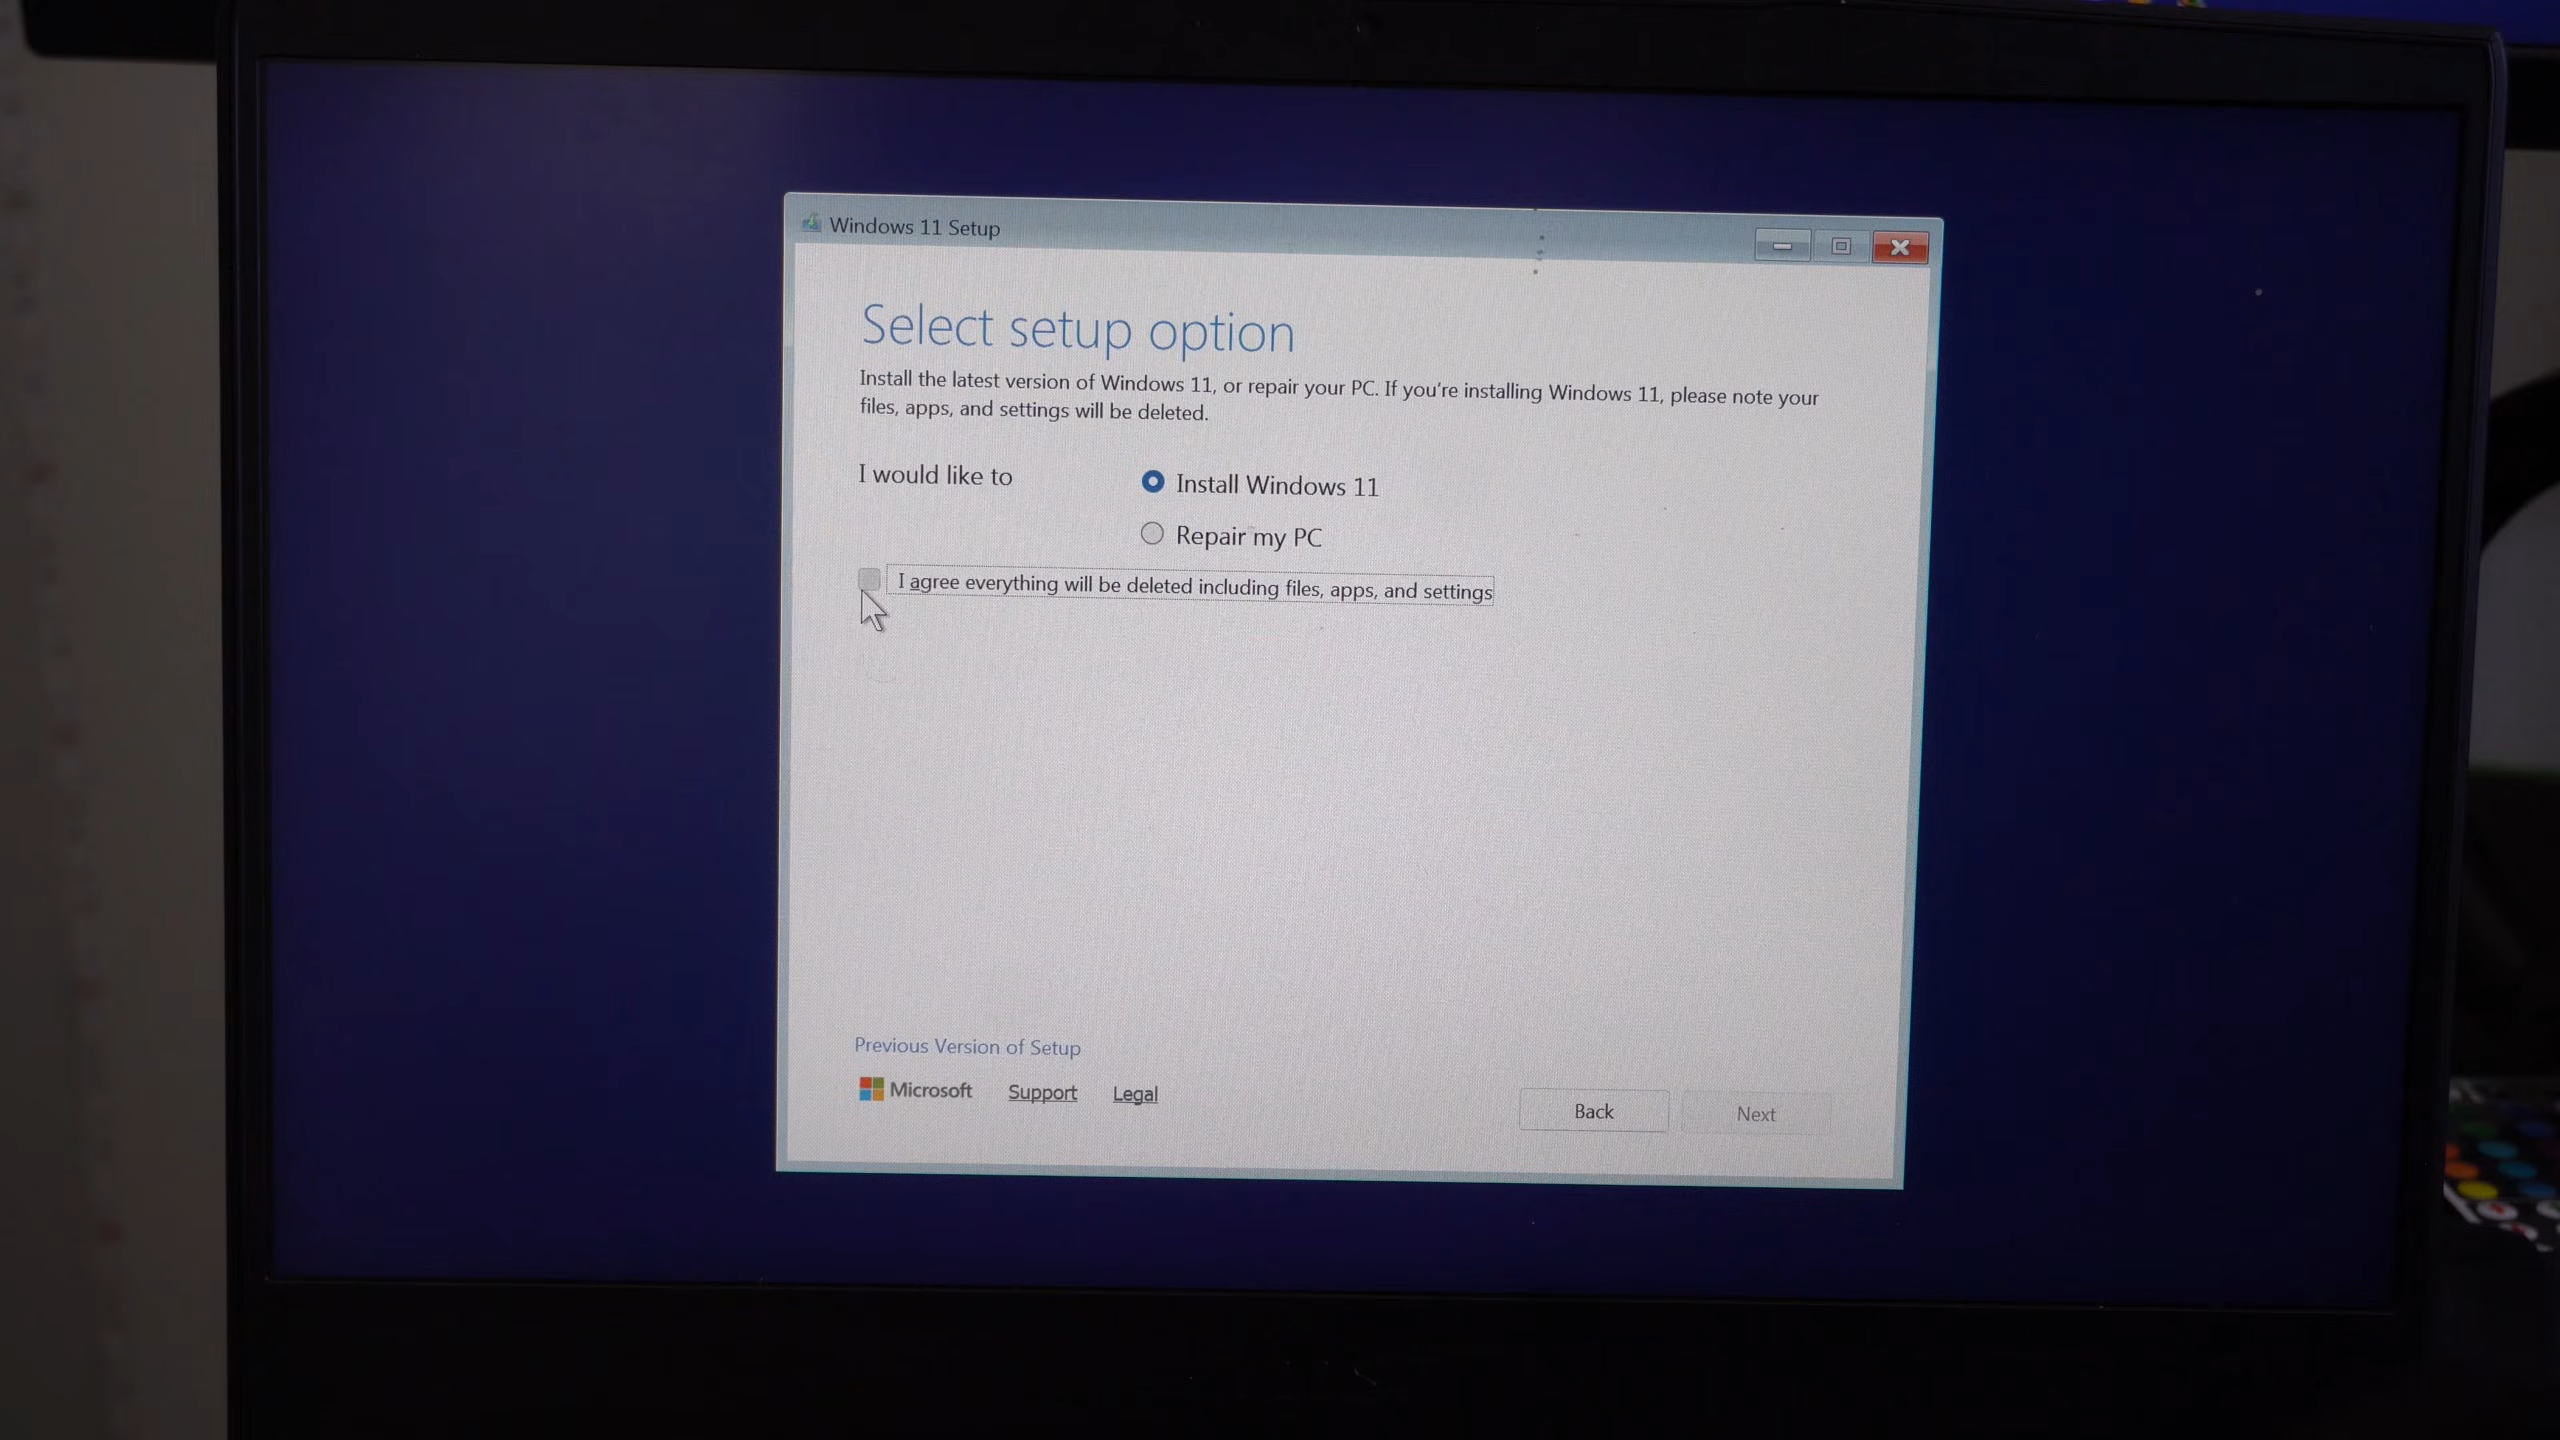 Windows 11 Setup
Select setup option
Install the latest version of Windows 11, or repair your PC. If you're installing Windows 11, please note your
files, apps, and settings will be deleted.
I would like to
Install Windows 11
Repair my PC
I agree everything will be deleted including files, apps, and settings
Previous Version of Setup
Microsoft Support Legal
Back Next